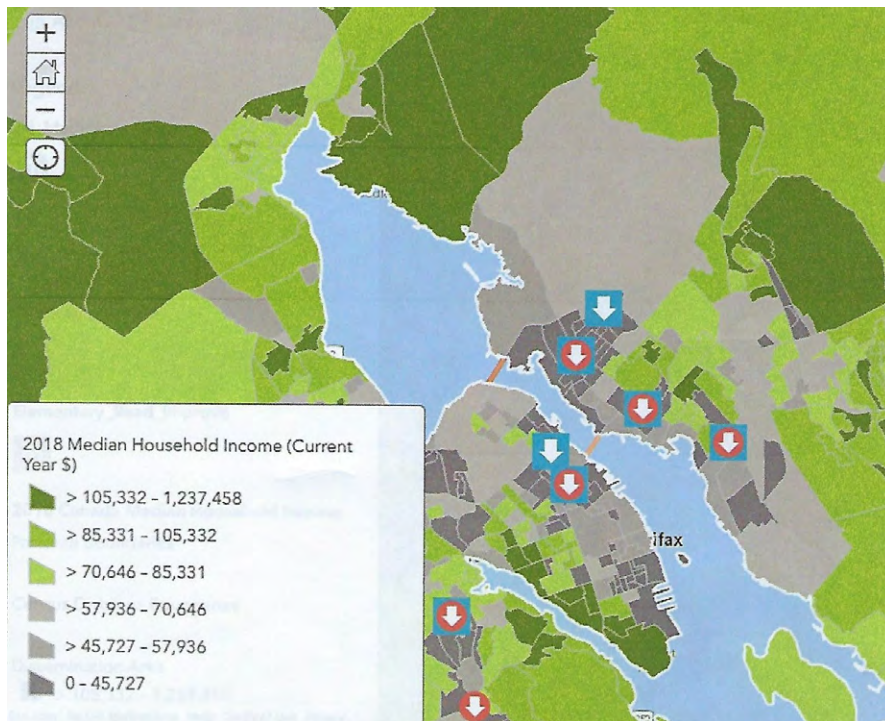 2018 Median Household Income (Current
Year $)
> 105,332 - 1,237,458
> 85,331 - 105,332
> 70,646 - 85,331
> 57,936 - 70,646
> 45,727 - 57,936
0 - 45,727
ifax